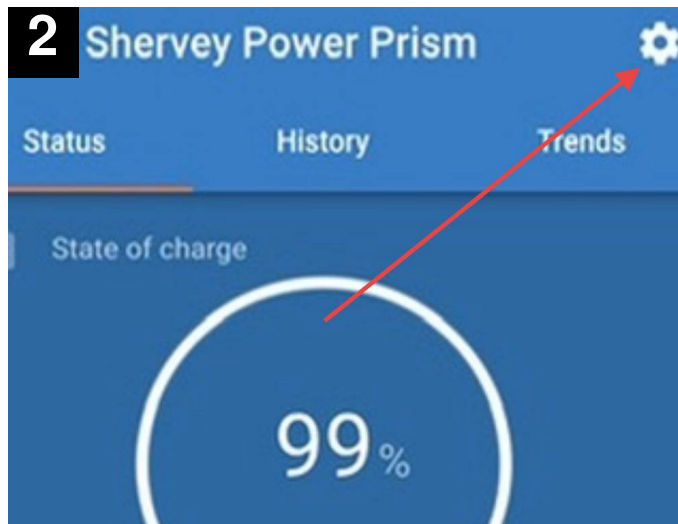 2
Shervey Power Prism
Status History Trends
State of charge
99%